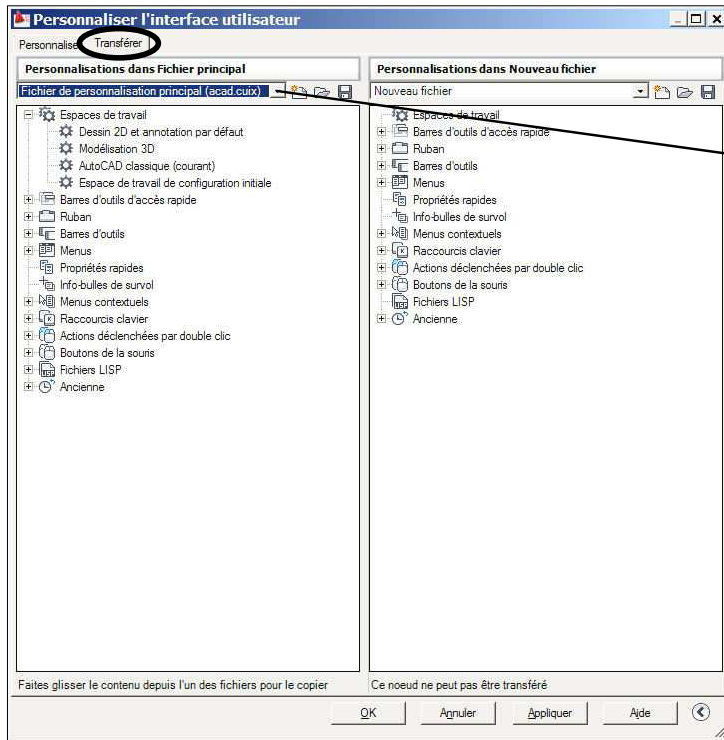 Personnaliser l'interface utilisateur
Personnalise Transférer
Personnalisations dans Fichier principal
Fichier de personnalisation principal (acad.cuix)
Espaces de travail
Dessin 2D et annotation par défaut
Modélisation 3D
AutoCAD classique (courant)
Espace de travail de configuration initiale
Barres d'outils d'accès rapide
Ruban
Barres d'outils
Menus
Propriétés rapides
Info-bulles de survol
Menus contextuels
Raccourcis clavier
Actions déclenchées par double clic
Boutons de la souris
Fichiers LISP
Ancienne
Faites glisser le contenu depuis l'un des fichiers pour le copier
Personnalisations dans Nouveau fichier
Nouveau fichier
Espaces de travail
Barres d'outils d'accès rapide
Ruban
Barres d'outils
Menus
Propriétés rapides
Info-bulles de survol
Menus contextuels
Raccourcis clavier
Actions déclenchées par double clic
Boutons de la souris
Fichiers LISP
Ancienne
Ce noeud ne peut pas être transféré
OK Annuler Appliquer Aide